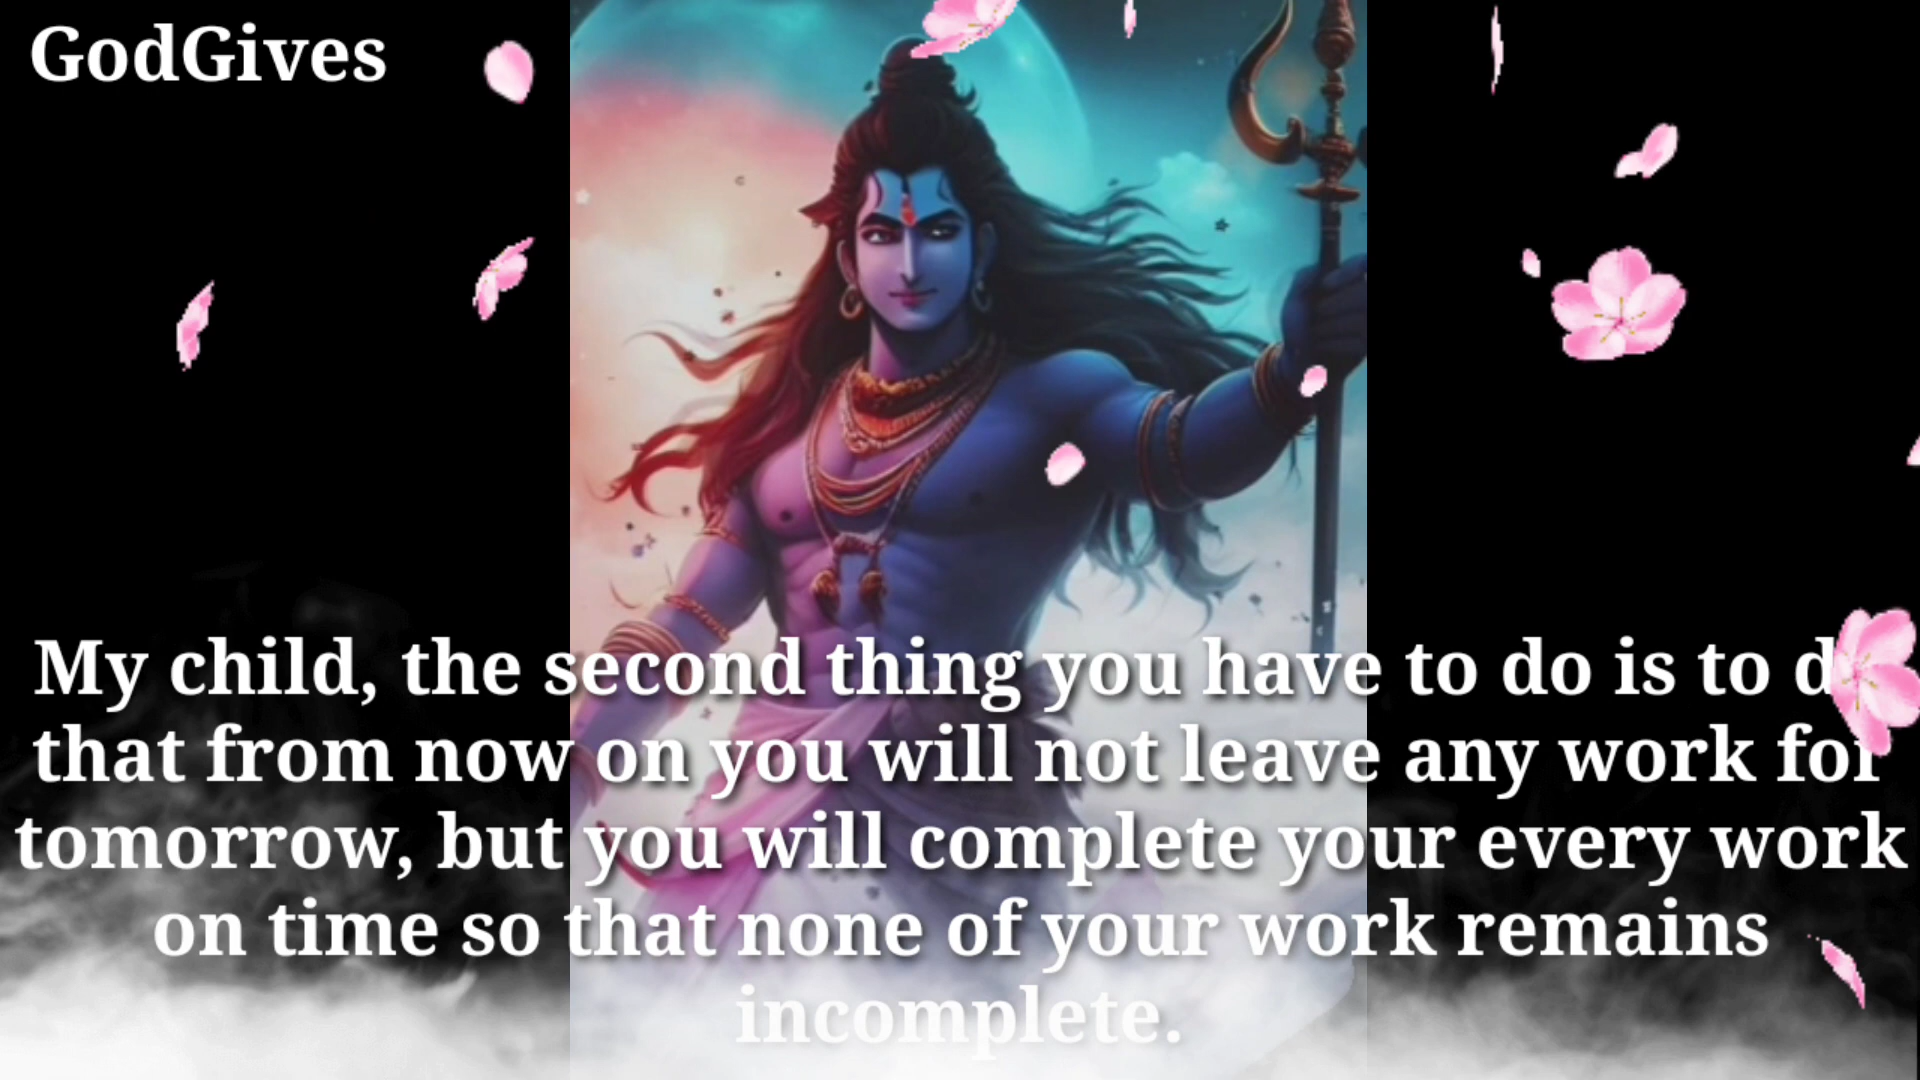 GodGives
My child, the second thing you have to do is to
that from now on you will not leave any work for
tomorrow, but you will complete your every work
on time so that none of your work remains
incomplete.